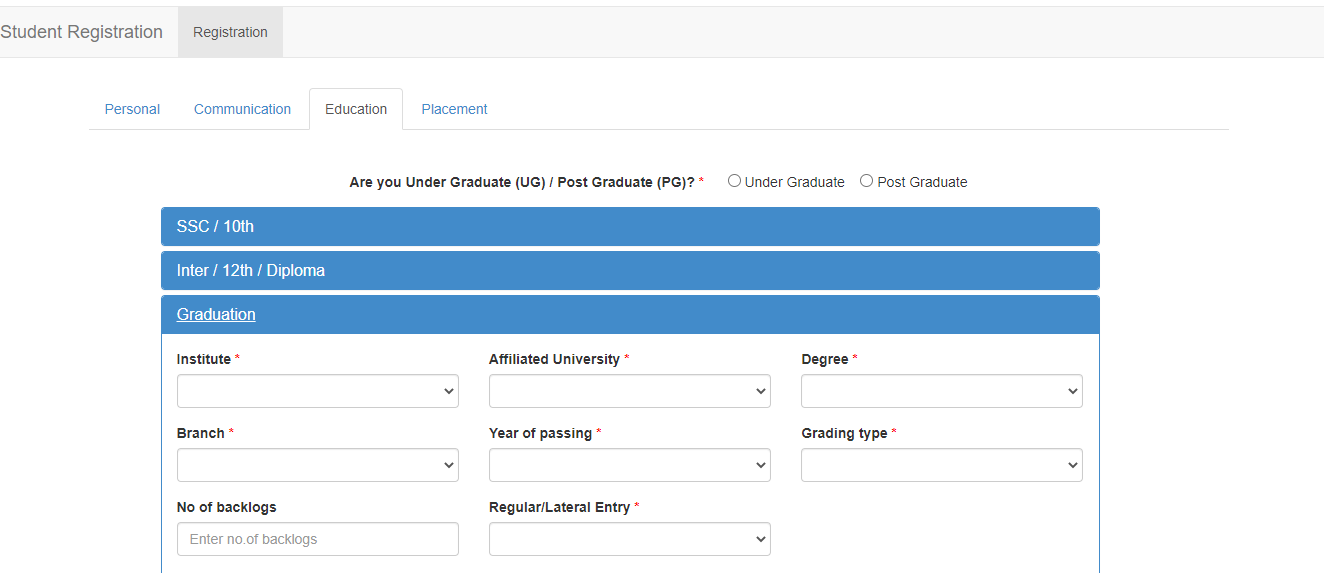 Student Registration Registration
Personal Communication Education Placement
Are you Under Graduate (UG) / Post Graduate (PG)? * Under Graduate Post Graduate
SSC / 10th
Inter / 12th / Diploma
Graduation
Institute * Affiliated University * Degree *
Branch * Year of passing * Grading type *
No of backlogs Regular/Lateral Entry *
Enter no.of backlogs